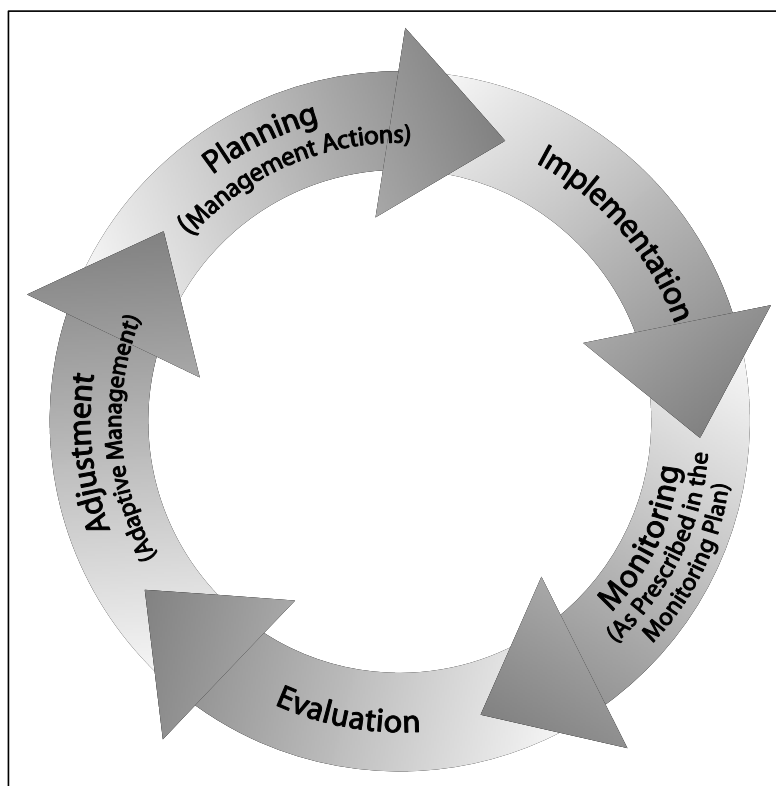 Planning
(Management Actions)
Implementation
Monitoring
(As Prescribed in the
Monitoring Plan)
Evaluation
Adjustment
(Adaptive Management)